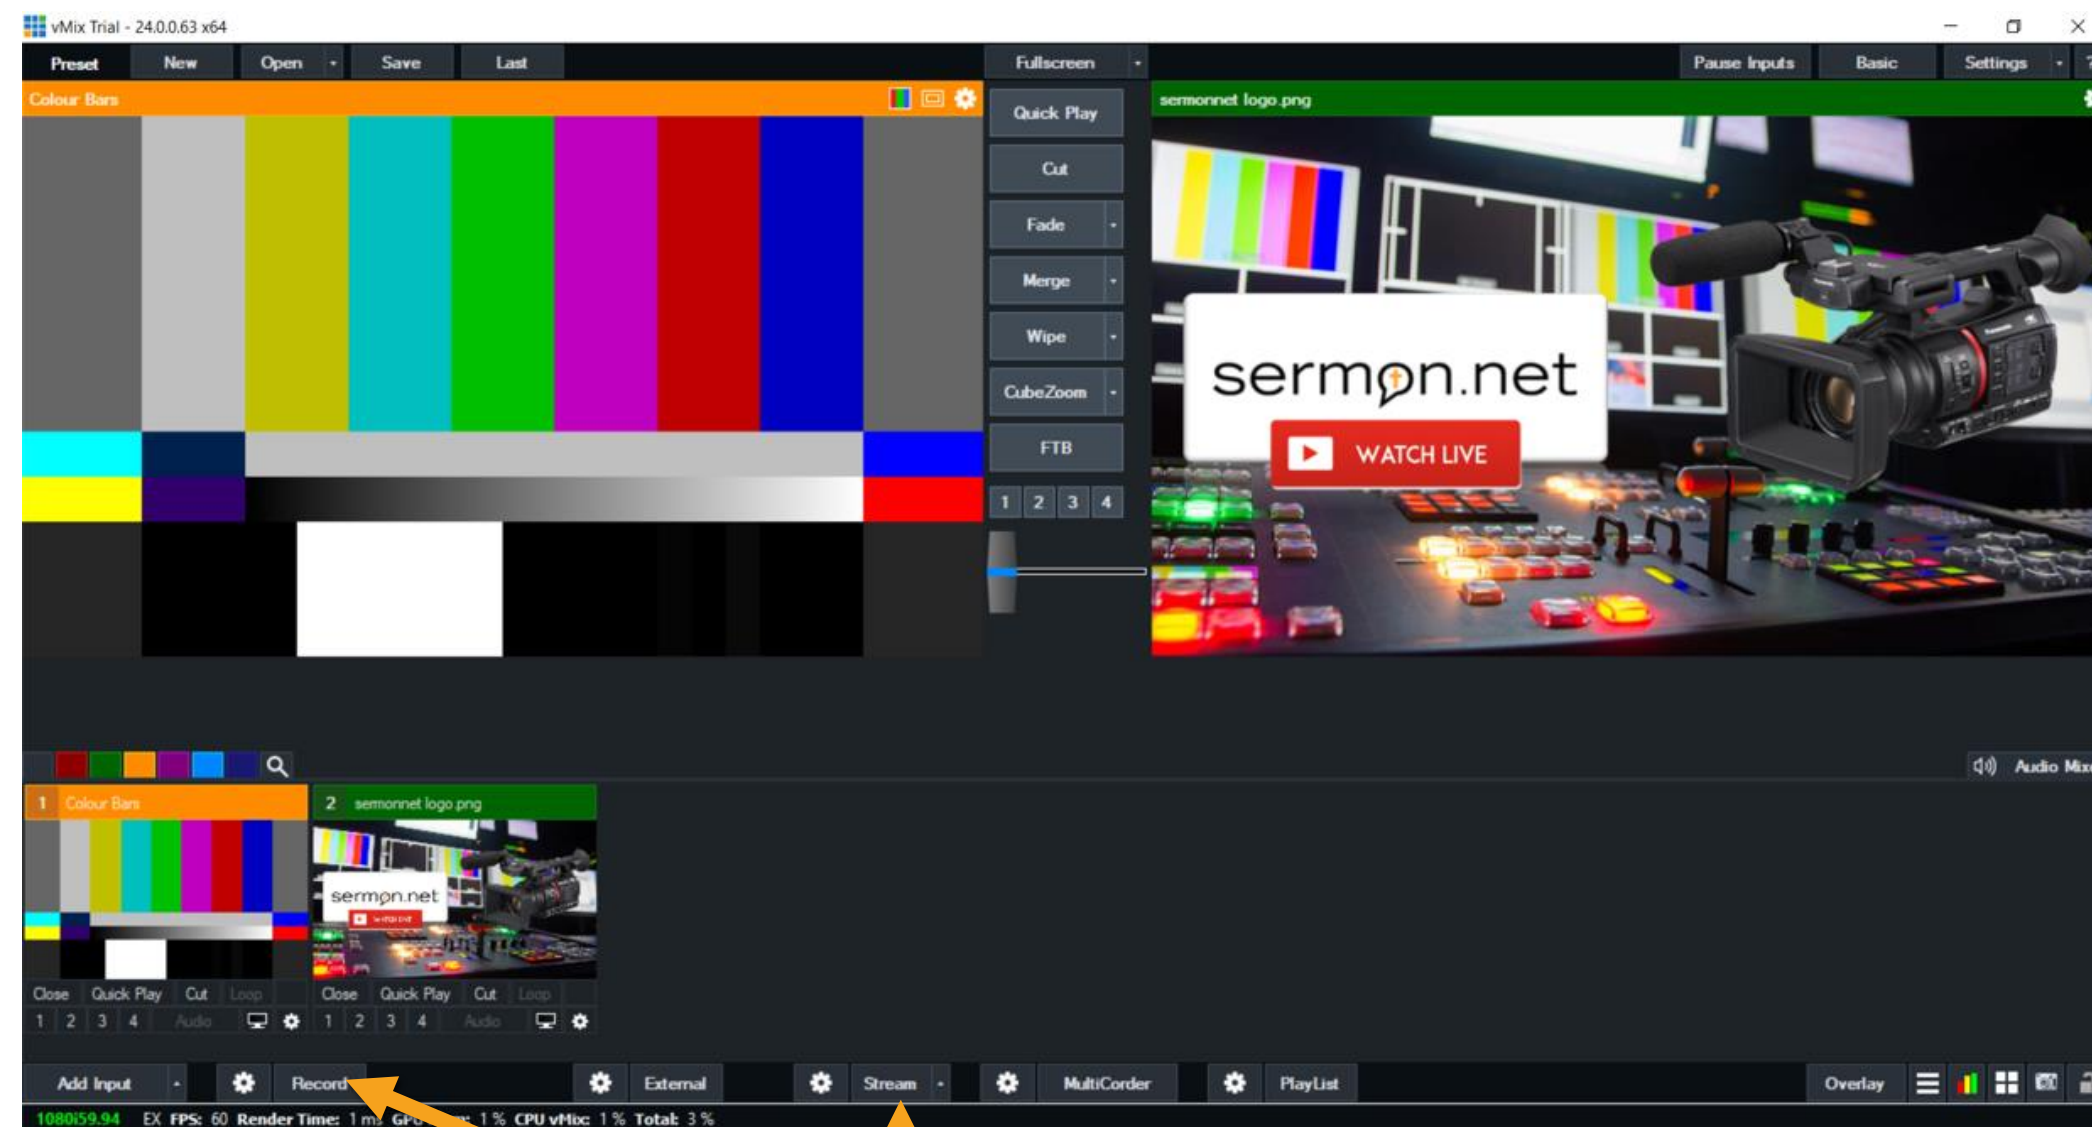 vMix Trial - 24.0.0.63 x64
Preset New Open Save Last Fullscreen Pause Inputs Basic Settings ?
Colour Bars
sermonnet logo.png
Quick Play
Cut
Fade
Merge
Wipe
CubeZoom
FTB
1 2 3 4
sermon.net
WATCH LIVE
Audio
1 Colour Bars
2 sermonnet logo.png
sermon.net
WATCH LIVE
Close Quick Play Cut Loop
Close Quick Play Cut Loop
1 2 3 4 Audio
1 2 3 4 Audio
Add Input Record External Stream MultiCorder PlayList Overlay
1080i59.94 EX FPS: 60 Render Time: 1 ms 1 % CPU vMix: 1 % Total: 3 %